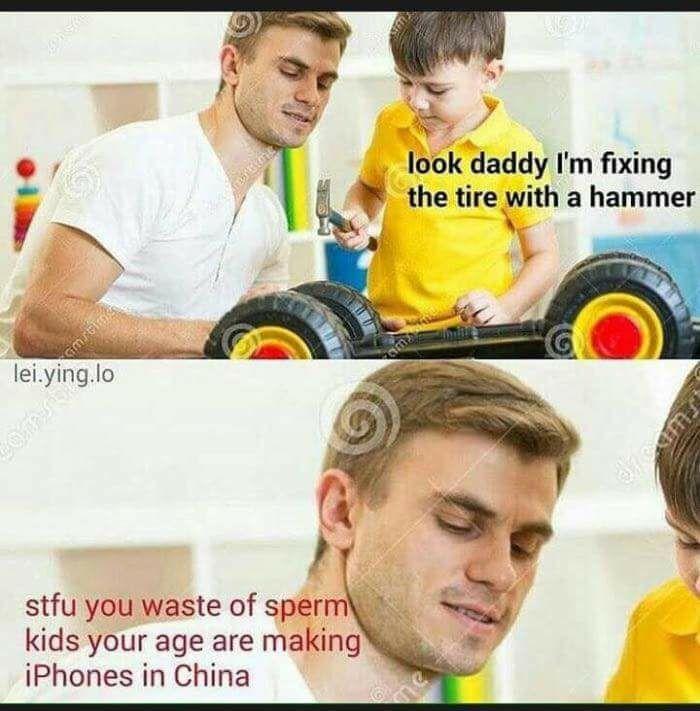 look daddy I'm fixing
the tire with a hammer
lei.ying.lo
stfu you waste of sperm
kids your age are making
iPhones in China